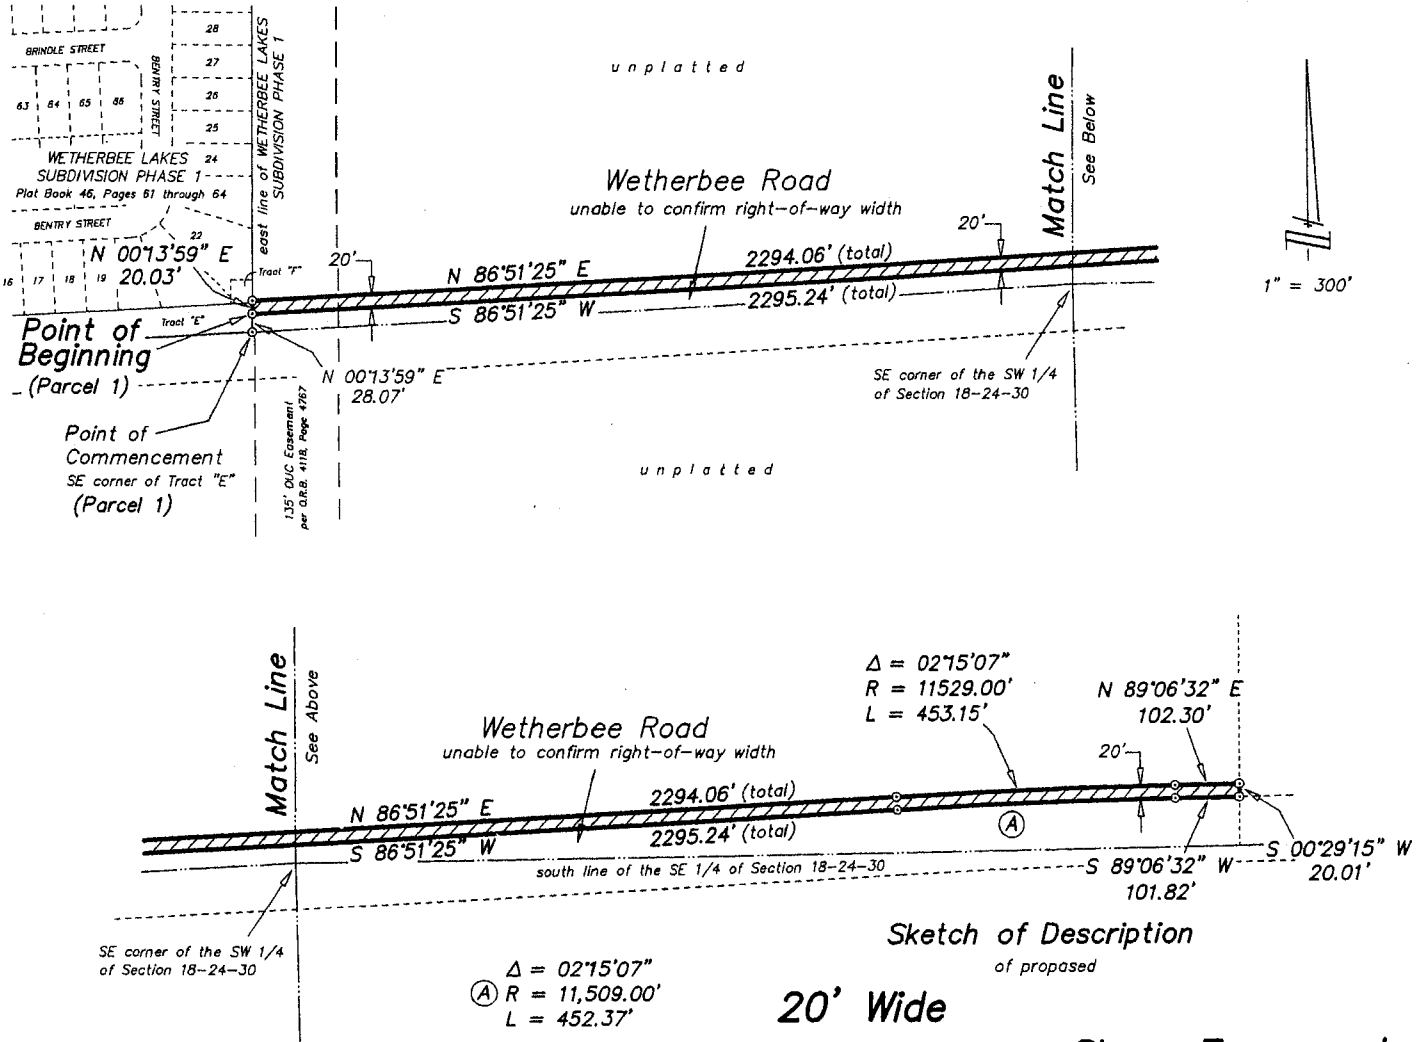 28
BRINDLE STREET
27
63 64 65 66
BENTRY STREET
26
25
WETHERBEE LAKES 24
SUBDIVISION PHASE 1
Plat Book 46, Pages 61 through 64
BENTRY STREET
22
16 17 18 19
east line of WETHERBEE LAKES
SUBDIVISION PHASE 1
unplatted
Match Line
See Below
Wetherbee Road
unable to confirm right-of-way width
20'
N 00°13'59" E
20.03'
Tract "F"
20'
N 86°51'25" E
2294.06' (total)
S 86°51'25" W
2295.24' (total)
1" = 300'
Tract "E"
Point of
Beginning
(Parcel 1)
N 00°13'59" E
28.07'
SE corner of the SW 1/4
of Section 18-24-30
Point of
Commencement
SE corner of Tract "E"
(Parcel 1)
135' OUC Easement
per O.R.B. 4118, Page 4767
unplatted
Match Line
See Above
Δ = 02°15'07"
R = 11529.00'
L = 453.15'
N 89°06'32" E
102.30'
Wetherbee Road
unable to confirm right-of-way width
20'
N 86°51'25" E
2294.06' (total)
S 86°51'25" W
2295.24' (total)
A
south line of the SE 1/4 of Section 18-24-30
S 89°06'32" W
101.82'
S 00°29'15" W
20.01'
SE corner of the SW 1/4
of Section 18-24-30
Sketch of Description
of proposed
Δ = 02°15'07"
A R = 11,509.00'
L = 452.37'
20' Wide